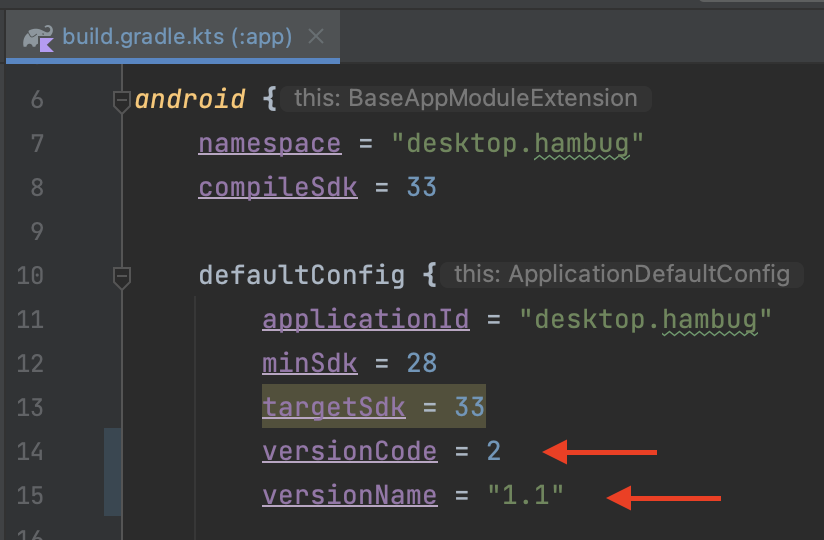 build.gradle.kts (:app)
6 android { this: BaseAppModuleExtension
7 namespace = "desktop.hambug"
8 compileSdk = 33
9
10 defaultConfig { this: ApplicationDefaultConfig
11 applicationId = "desktop.hambug"
12 minSdk = 28
13 targetSdk = 33
14 versionCode = 2
15 versionName = "1.1"
16